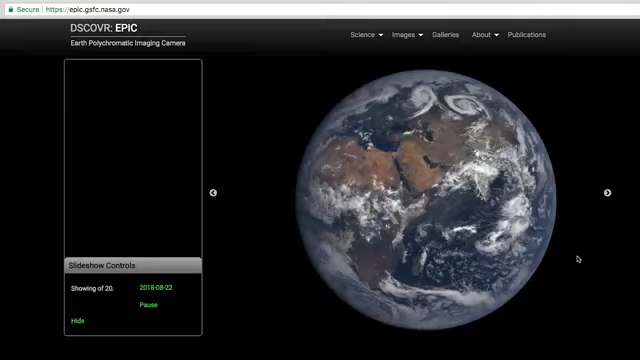 Secure https://epic.gsfc.nasa.gov
DSCOVR: EPIC
Earth Polychromatic Imaging Camera
Science Images Galleries About Publications
Slideshow Controls
Showing of 20. 2018-08-22
Pause
Hide